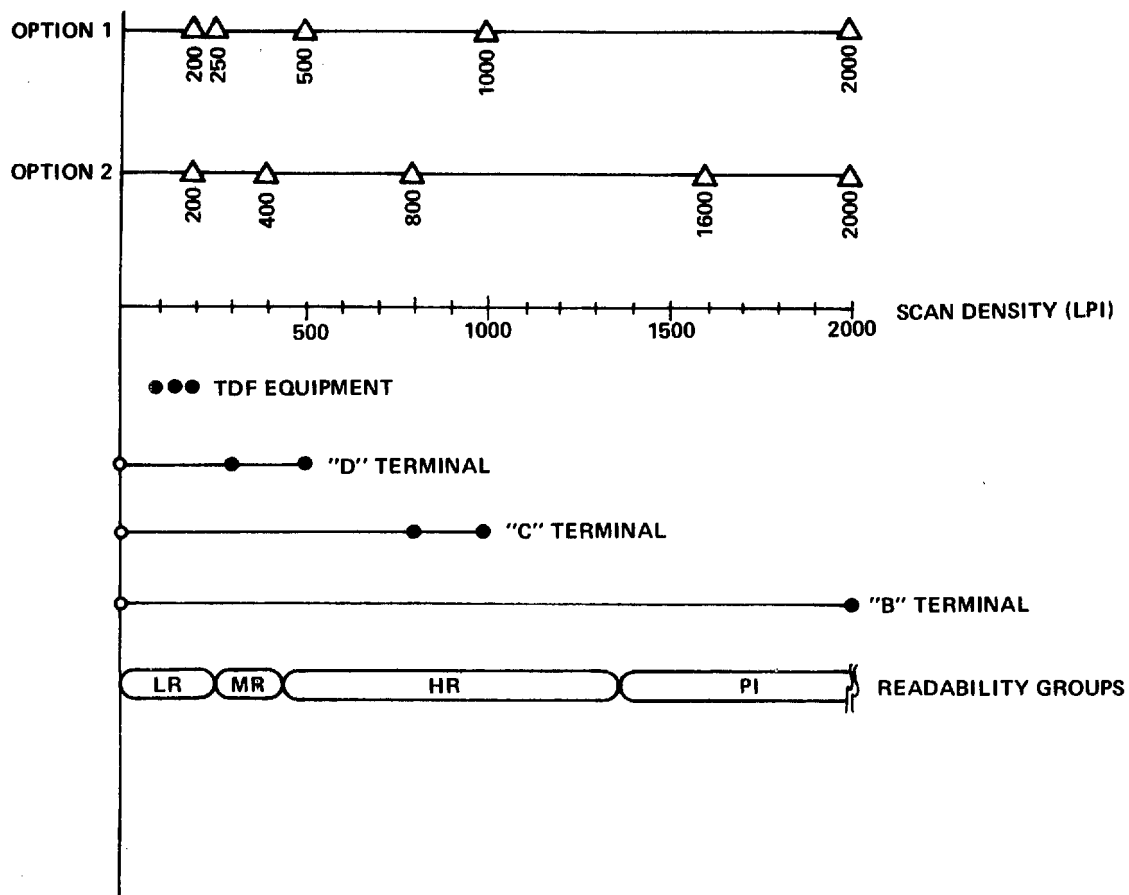 OPTION 1
200 250 500 1000 2000
OPTION 2
200 400 800 1600 2000
500 1000 1500 2000 SCAN DENSITY (LPI)
TDF EQUIPMENT
"D" TERMINAL
"C" TERMINAL
"B" TERMINAL
LR MR HR PI READABILITY GROUPS